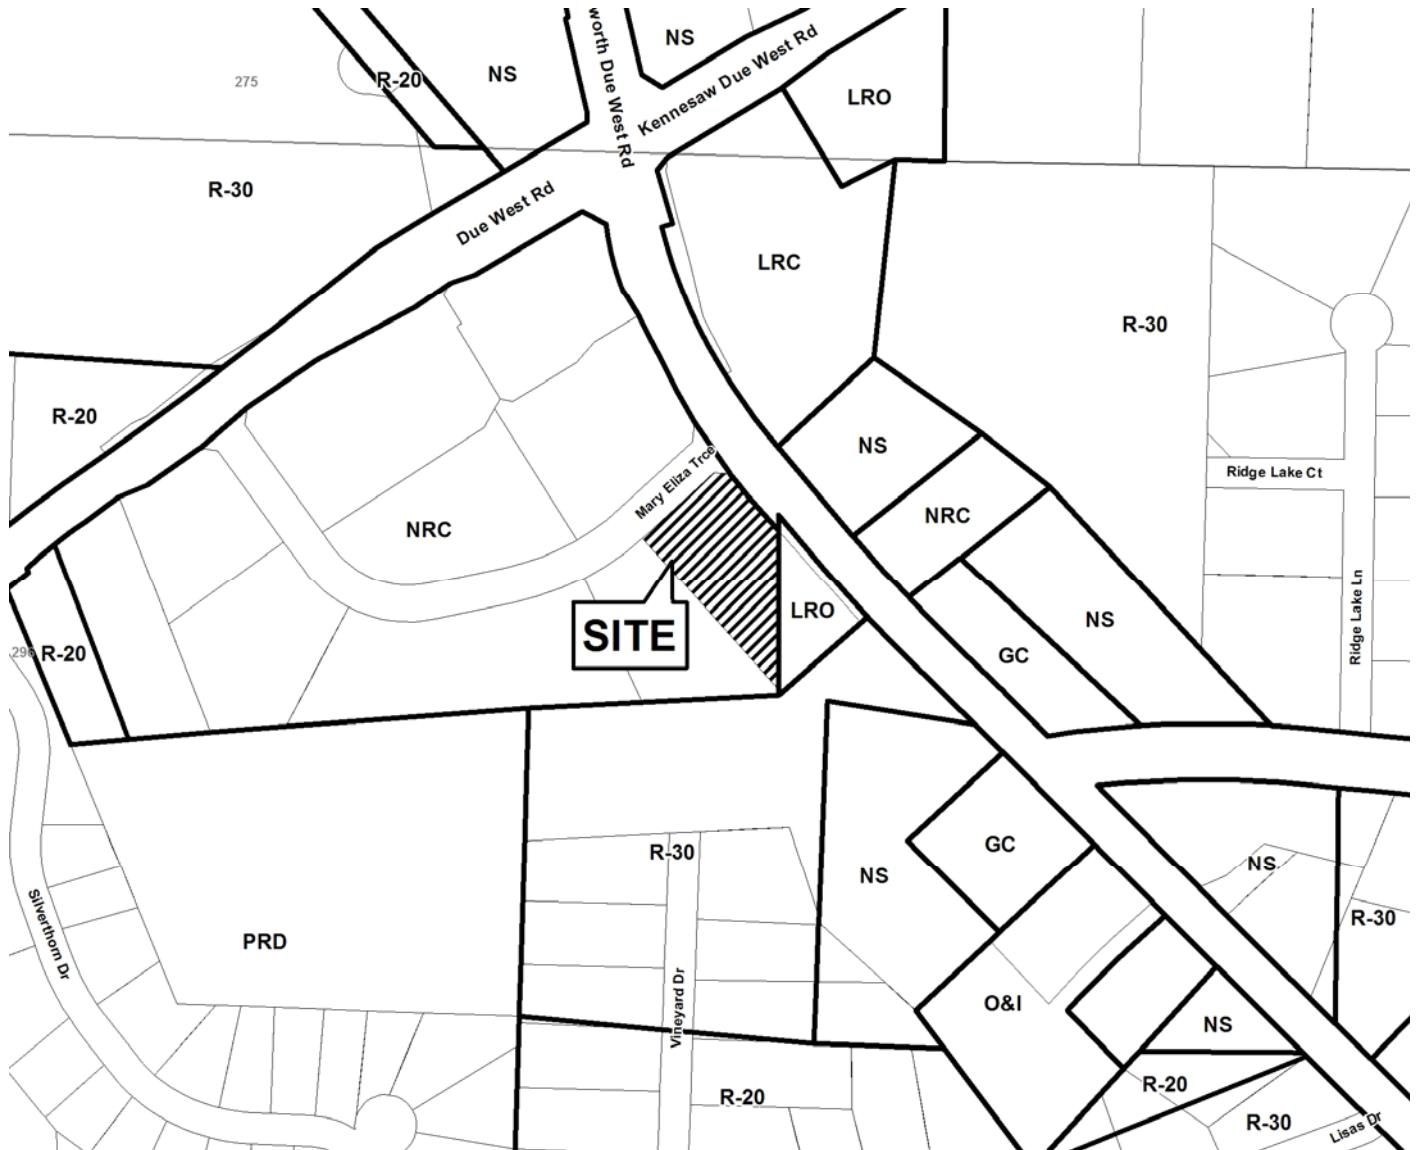 NS
worth Due West Rd
Kennesaw Due West Rd
NS
R-20
275
LRO
R-30
Due West Rd
LRC
R-30
R-20
NS
Mary Eliza Trce
Ridge Lake Ct
NRC
NRC
LRO
NS
Ridge Lake Ln
SITE
GC
R-20
296
R-30
GC
NS
NS
R-30
Silverthorn Dr
PRD
Vineyard Dr
O&I
NS
R-20
R-20
R-30
Lisas Dr